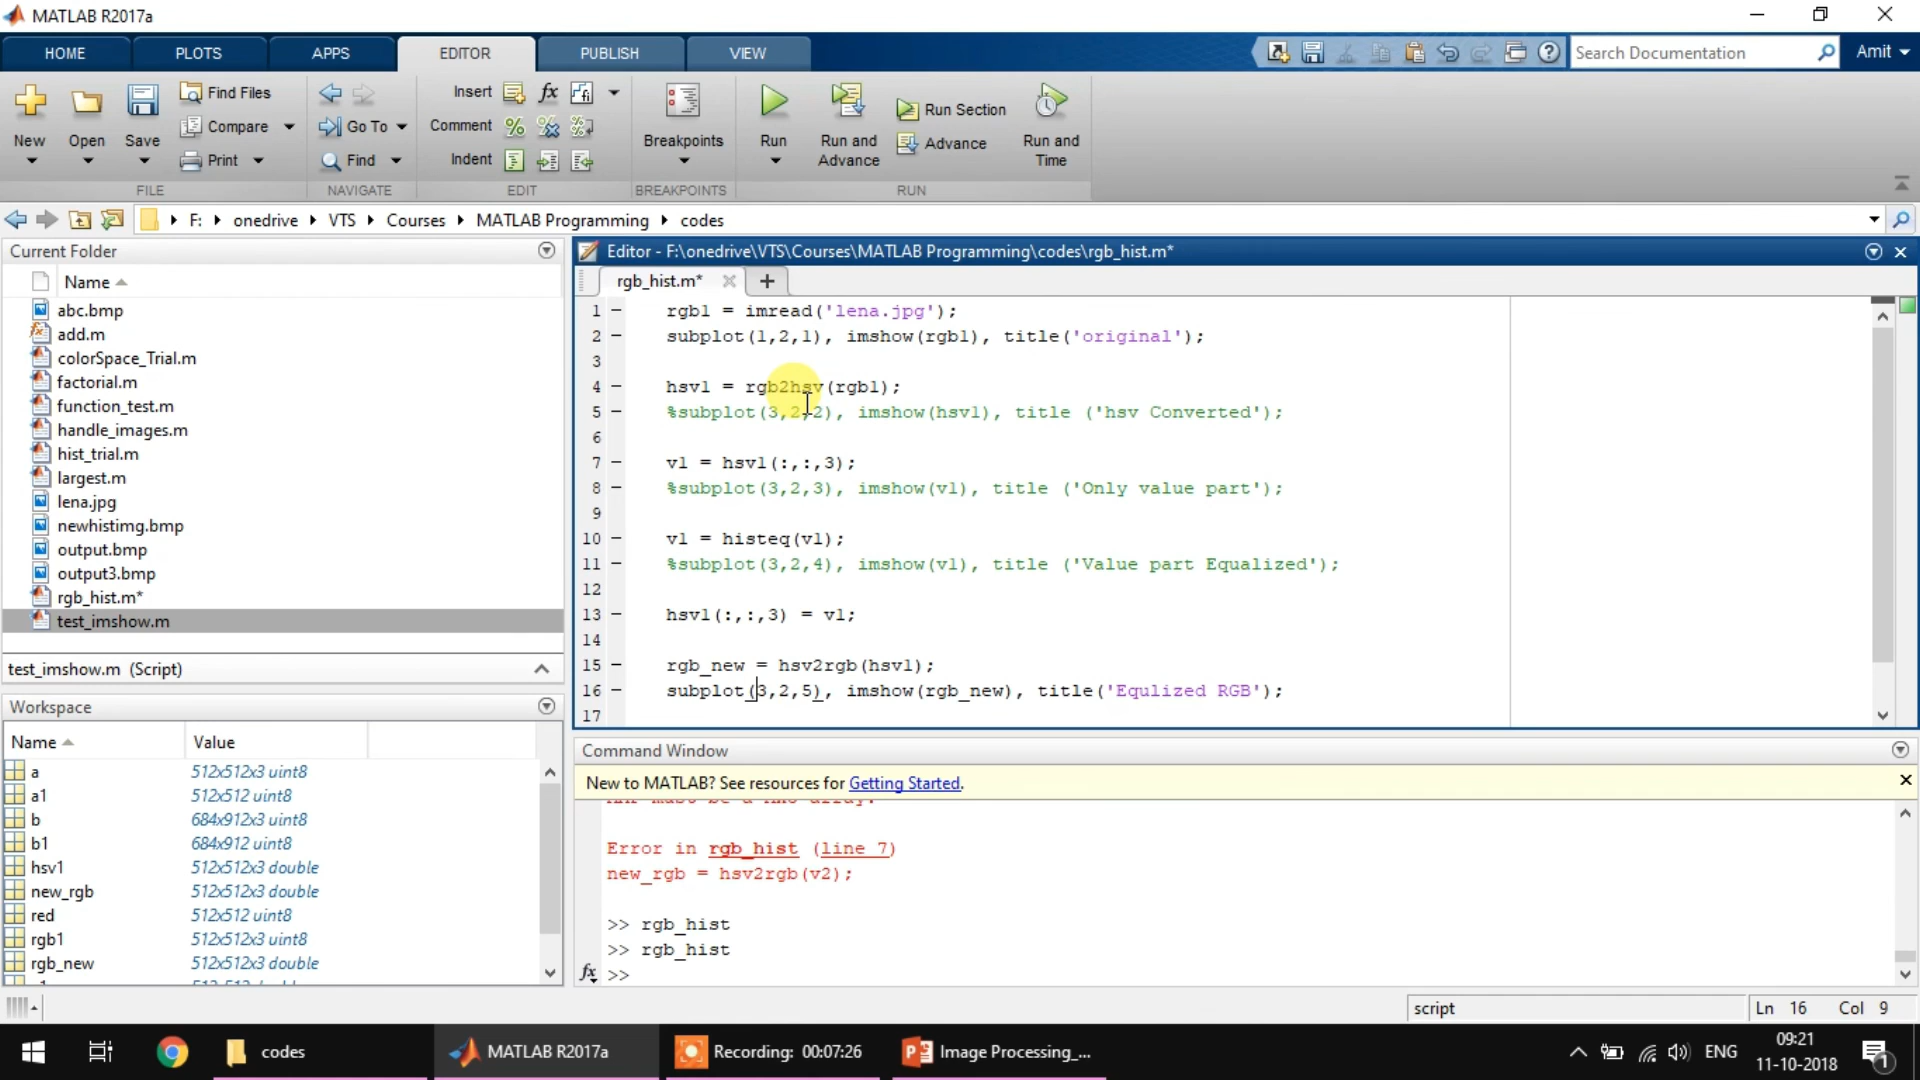 MATLAB R2017a
HOME PLOTS APPS EDITOR PUBLISH VIEW
Search Documentation Amit
New Open Save Find Files Compare Print
Go To Find
Insert fx
Comment
Indent
Breakpoints
Run Run and Advance Run Section Advance Run and Time
FILE NAVIGATE EDIT BREAKPOINTS RUN
F: onedrive VTS Courses MATLAB Programming codes
Current Folder
Name
abc.bmp
add.m
colorSpace_Trial.m
factorial.m
function_test.m
handle_images.m
hist_trial.m
largest.m
lena.jpg
newhistimg.bmp
output.bmp
output3.bmp
rgb_hist.m*
test_imshow.m
test_imshow.m (Script)
Workspace
Name Value
a 512x512x3 uint8
a1 512x512 uint8
b 684x912x3 uint8
b1 684x912 uint8
hsv1 512x512x3 double
new_rgb 512x512x3 double
red 512x512 uint8
rgb1 512x512x3 uint8
rgb_new 512x512x3 double
Editor - F:\onedrive\VTS\Courses\MATLAB Programming\codes\rgb_hist.m*
rgb_hist.m*
1 rgb1 = imread('lena.jpg');
2 subplot(1,2,1), imshow(rgb1), title('original');
3
4 hsv1 = rgb2hsv(rgb1);
5 %subplot(3,2,2), imshow(hsv1), title ('hsv Converted');
6
7 v1 = hsv1(:,:,3);
8 %subplot(3,2,3), imshow(v1), title ('Only value part');
9
10 v1 = histeq(v1);
11 %subplot(3,2,4), imshow(v1), title ('Value part Equalized');
12
13 hsv1(:,:,3) = v1;
14
15 rgb_new = hsv2rgb(hsv1);
16 subplot(3,2,5), imshow(rgb_new), title('Equlized RGB');
17
Command Window
New to MATLAB? See resources for Getting Started.
Error in rgb_hist (line 7)
new_rgb = hsv2rgb(v2);
>> rgb_hist
>> rgb_hist
fx >>
script Ln 16 Col 9
codes MATLAB R2017a Recording: 00:07:26 Image Processing_... ENG 09:21
11-10-2018
1